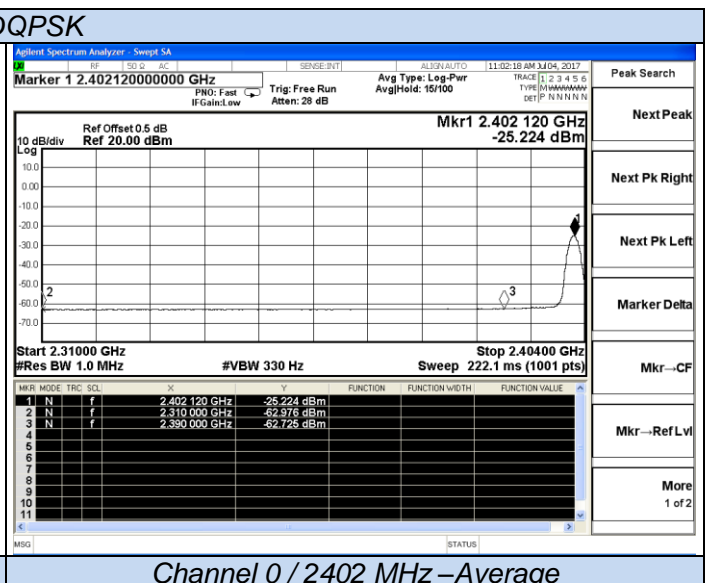 QPSK
Agilent Spectrum Analyzer - Swept SA
LXI RF 50 Ω AC SENSE:INT ALIGN AUTO 11:02:18 AM Jul 04, 2017
Marker 1 2.402120000000 GHz
PNO: Fast
IFGain:Low
Trig: Free Run
Atten: 28 dB
Avg Type: Log-Pwr
Avg|Hold: 15/100
TRACE 1 2 3 4 5 6
TYPE M WWWWW
DET P N N N N N
Peak Search
Next Peak
Next Pk Right
Next Pk Left
Marker Delta
Mkr→CF
Mkr→Ref Lvl
More
1 of 2
Ref Offset 0.5 dB
10 dB/div Ref 20.00 dBm
Log
Mkr1 2.402 120 GHz
-25.224 dBm
10.0
0.00
-10.0
-20.0
-30.0
-40.0
-50.0
-60.0
-70.0
1
2
3
Start 2.31000 GHz Stop 2.40400 GHz
#Res BW 1.0 MHz #VBW 330 Hz Sweep 222.1 ms (1001 pts)
MKR MODE TRC SCL X Y FUNCTION FUNCTION WIDTH FUNCTION VALUE
1 N f 2.402 120 GHz -25.224 dBm
2 N f 2.310 000 GHz -62.976 dBm
3 N f 2.390 000 GHz -62.725 dBm
4
5
6
7
8
9
10
11
MSG STATUS
Channel 0 / 2402 MHz –Average